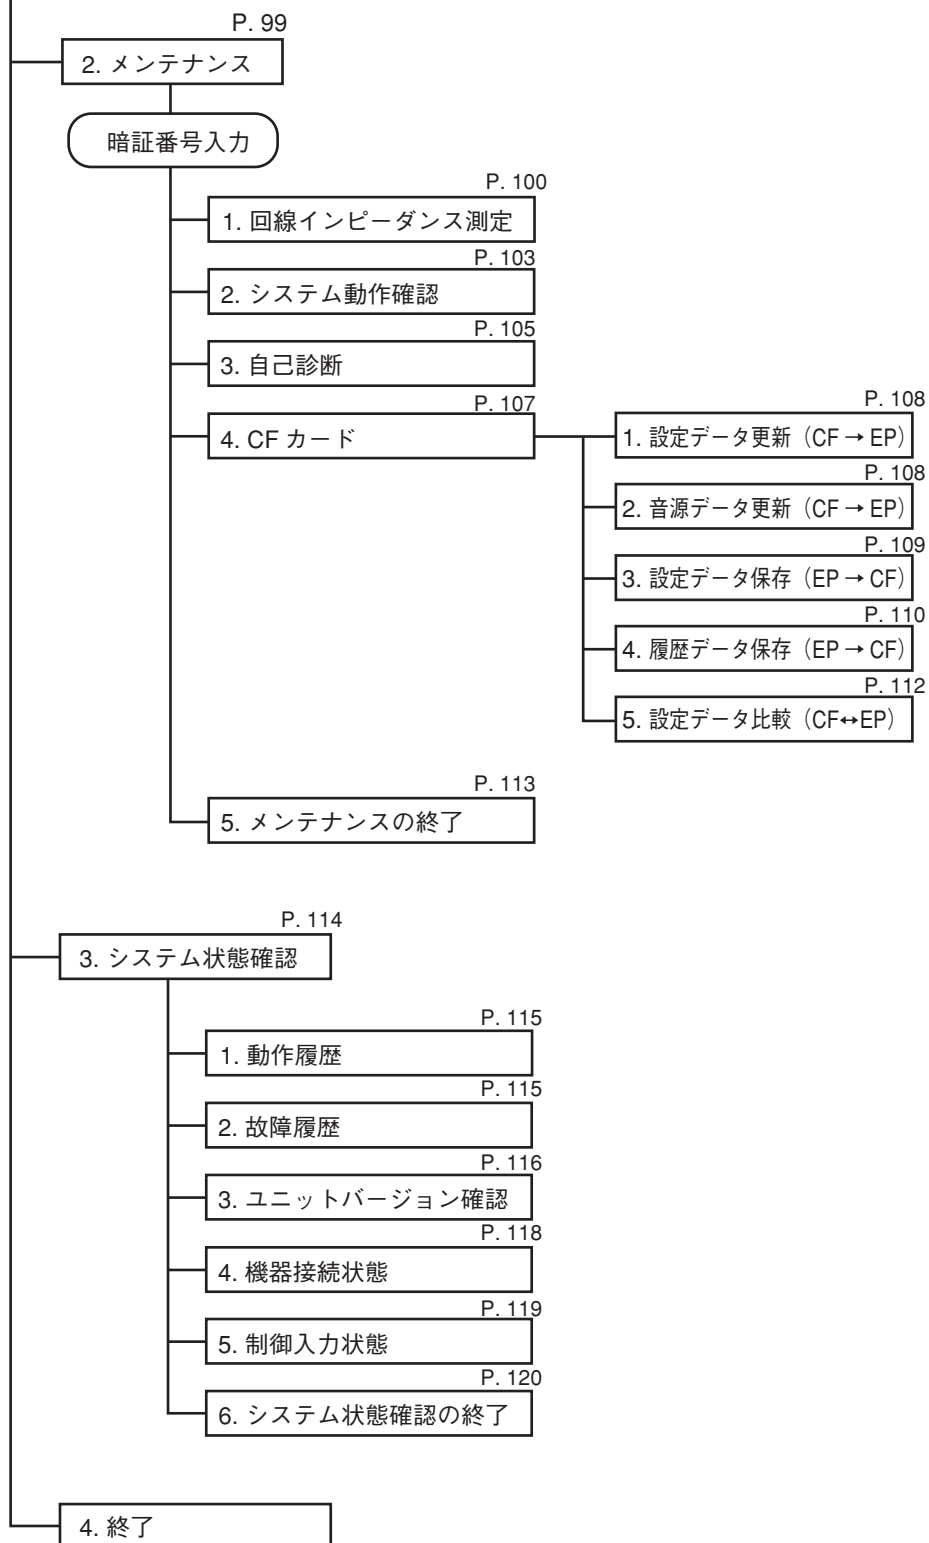 P. 99
2. メンテナンス
暗証番号入力
P. 100
1. 回線インピーダンス測定
P. 103
2. システム動作確認
P. 105
3. 自己診断
P. 107
4. CF カード
P. 108
1. 設定データ更新（CF → EP）
P. 108
2. 音源データ更新（CF → EP）
P. 109
3. 設定データ保存（EP → CF）
P. 110
4. 履歴データ保存（EP → CF）
P. 112
5. 設定データ比較（CF↔EP）
P. 113
5. メンテナンスの終了
P. 114
3. システム状態確認
P. 115
1. 動作履歴
P. 115
2. 故障履歴
P. 116
3. ユニットバージョン確認
P. 118
4. 機器接続状態
P. 119
5. 制御入力状態
P. 120
6. システム状態確認の終了
4. 終了